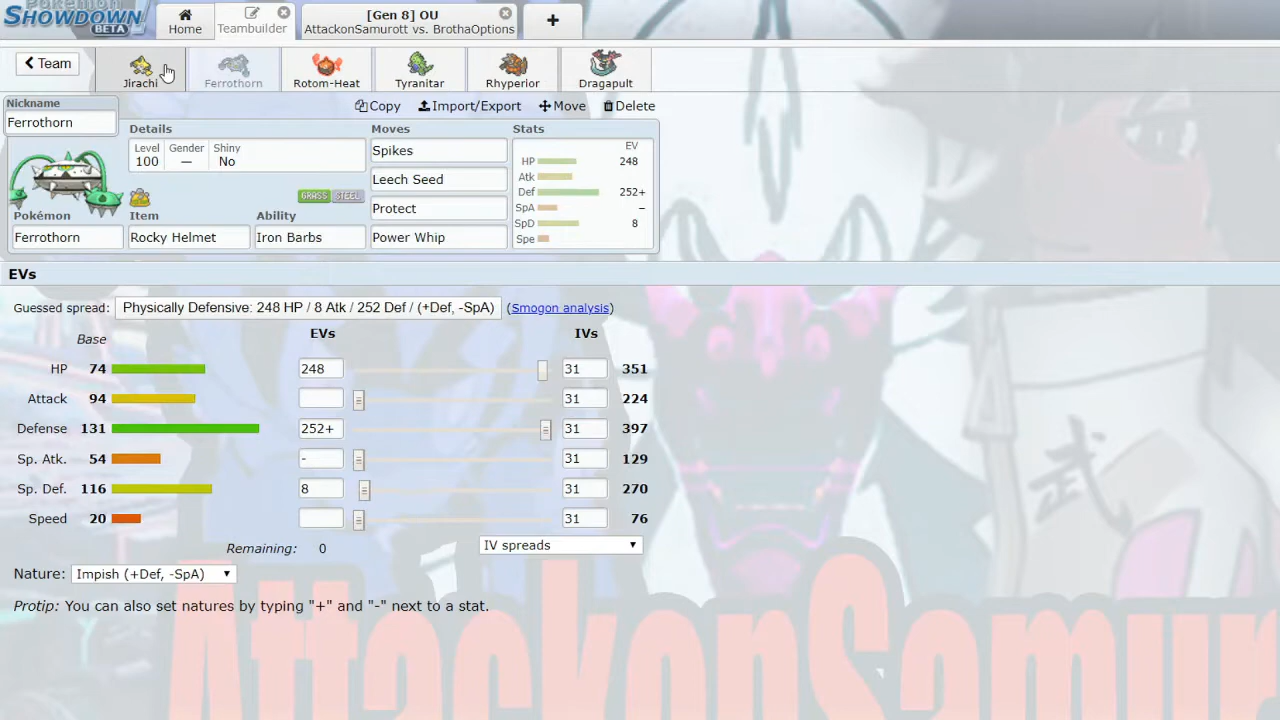 Pokémon
SHOWDOWN
BETA
Home
Teambuilder
[Gen 8] OU
AttackonSamurott vs. BrothaOptions
+
Team
Jirachi
Ferrothorn
Rotom-Heat
Tyranitar
Rhyperior
Dragapult
Copy
Import/Export
Move
Delete
Nickname
Ferrothorn
Details
Level
100
Gender
—
Shiny
No
GRASS
STEEL
Pokémon
Ferrothorn
Item
Rocky Helmet
Ability
Iron Barbs
Moves
Spikes
Leech Seed
Protect
Power Whip
Stats
EV
HP 248
Atk
Def 252+
SpA –
SpD 8
Spe
EVs
Guessed spread: Physically Defensive: 248 HP / 8 Atk / 252 Def / (+Def, -SpA) (Smogon analysis)
Base EVs IVs
HP 74 248 31 351
Attack 94 31 224
Defense 131 252+ 31 397
Sp. Atk. 54 - 31 129
Sp. Def. 116 8 31 270
Speed 20 31 76
Remaining: 0 IV spreads
Nature: Impish (+Def, -SpA)
Protip: You can also set natures by typing "+" and "-" next to a stat.
武
AttackonSamur